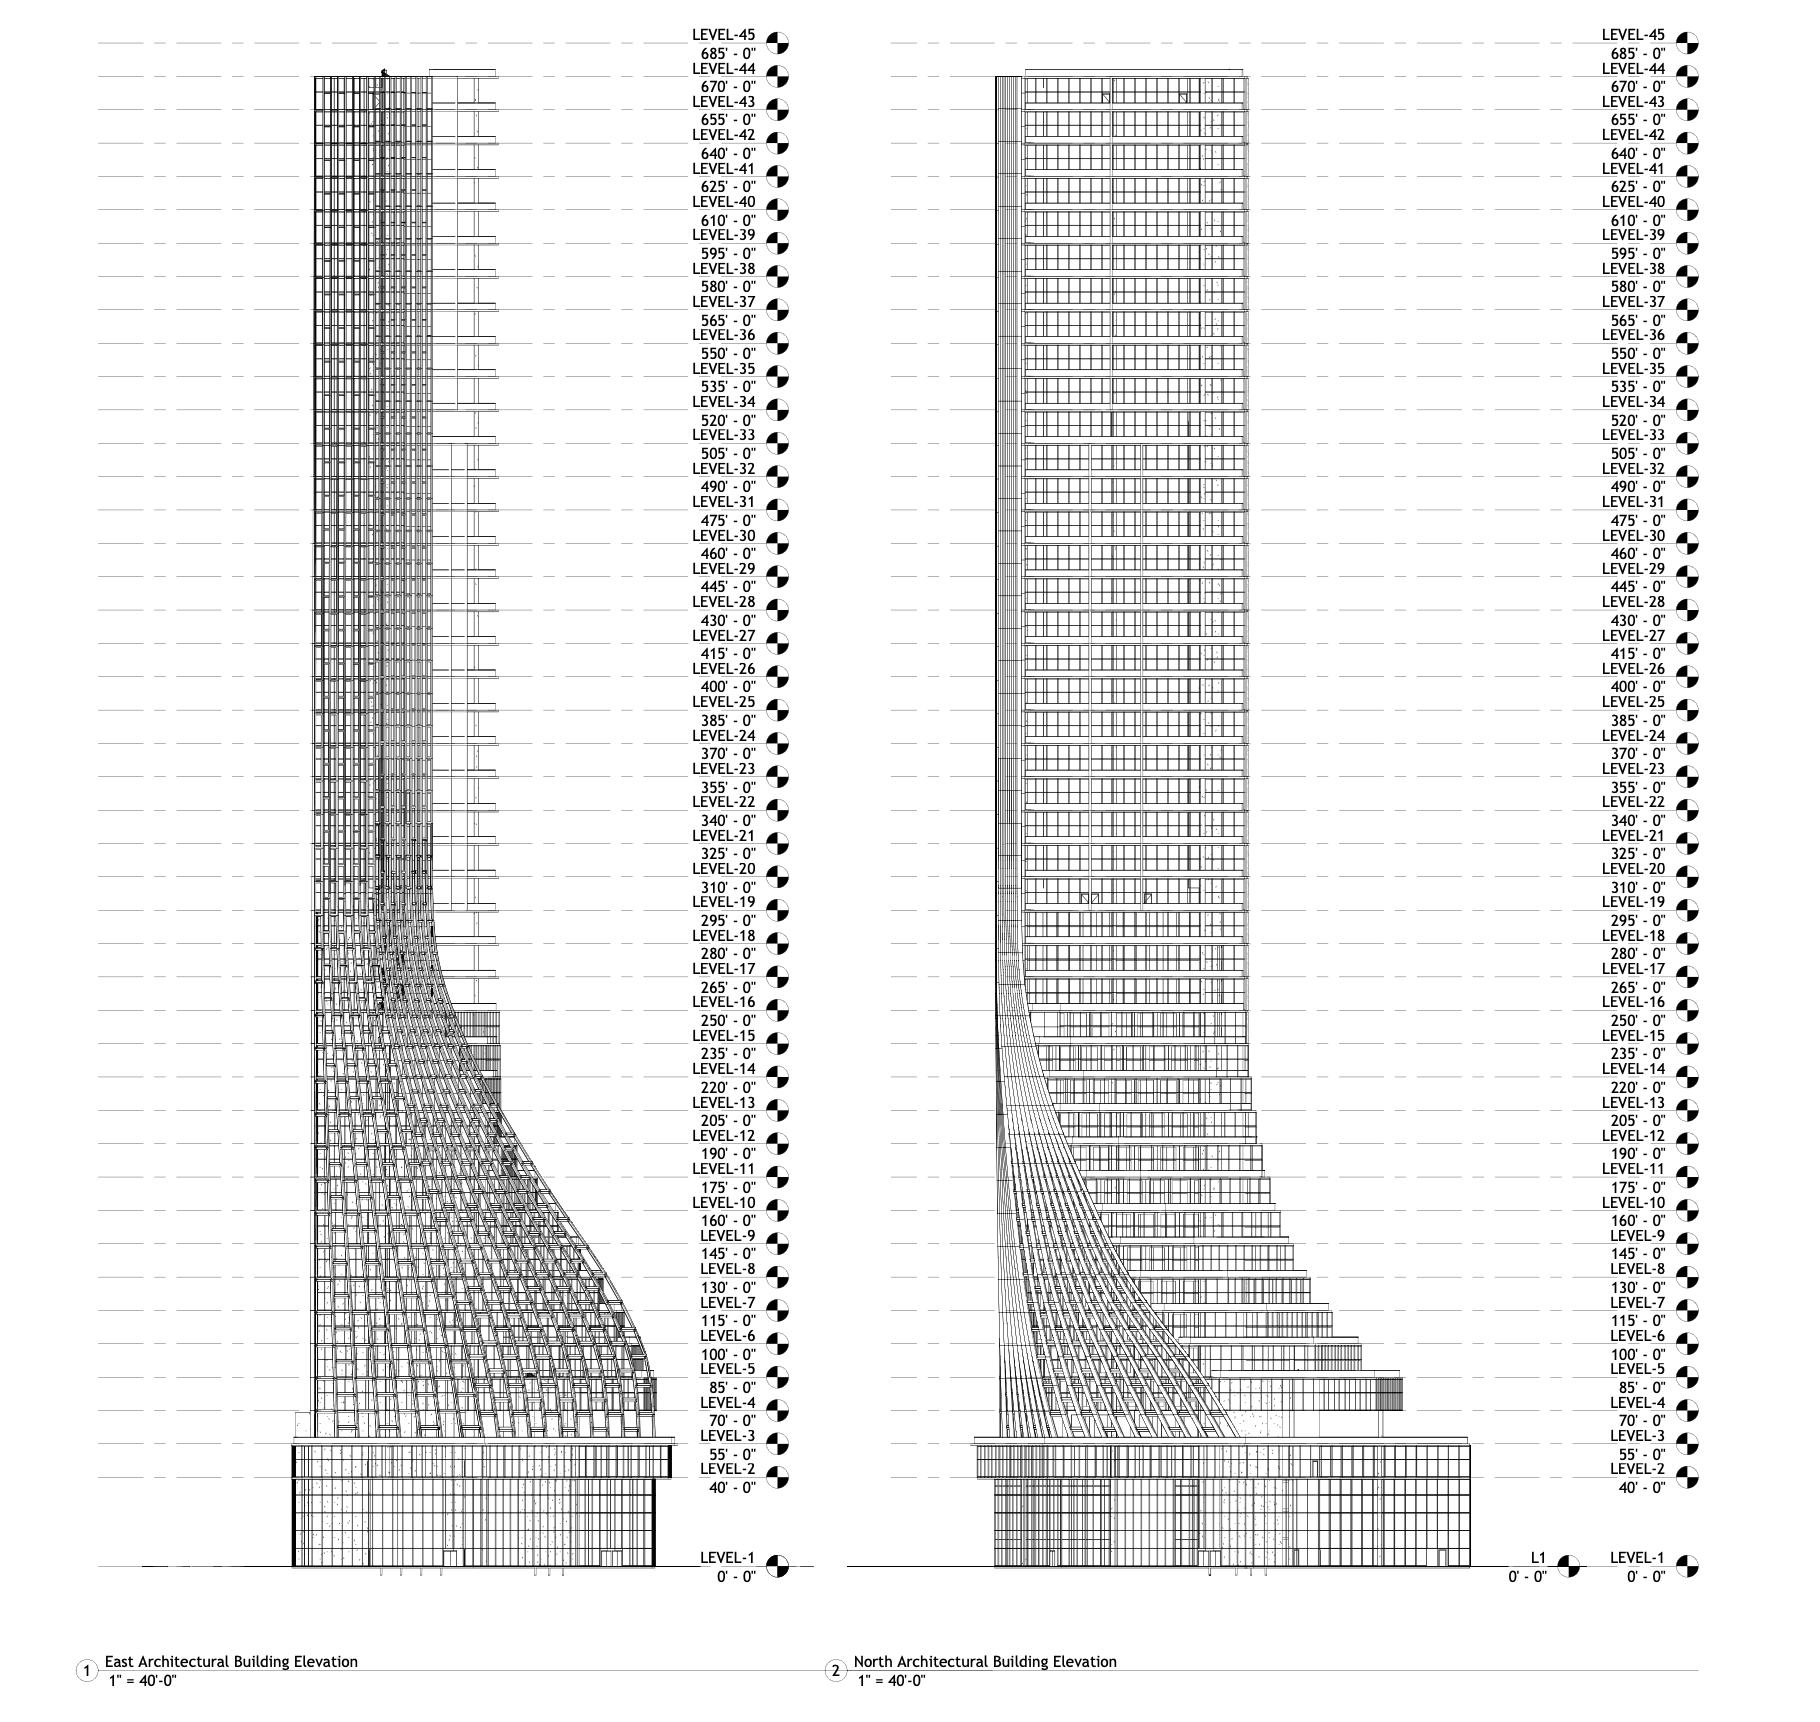 LEVEL-45
685' - 0"
LEVEL-44
670' - 0"
LEVEL-43
655' - 0"
LEVEL-42
640' - 0"
LEVEL-41
625' - 0"
LEVEL-40
610' - 0"
LEVEL-39
595' - 0"
LEVEL-38
580' - 0"
LEVEL-37
565' - 0"
LEVEL-36
550' - 0"
LEVEL-35
535' - 0"
LEVEL-34
520' - 0"
LEVEL-33
505' - 0"
LEVEL-32
490' - 0"
LEVEL-31
475' - 0"
LEVEL-30
460' - 0"
LEVEL-29
445' - 0"
LEVEL-28
430' - 0"
LEVEL-27
415' - 0"
LEVEL-26
400' - 0"
LEVEL-25
385' - 0"
LEVEL-24
370' - 0"
LEVEL-23
355' - 0"
LEVEL-22
340' - 0"
LEVEL-21
325' - 0"
LEVEL-20
310' - 0"
LEVEL-19
295' - 0"
LEVEL-18
280' - 0"
LEVEL-17
265' - 0"
LEVEL-16
250' - 0"
LEVEL-15
235' - 0"
LEVEL-14
220' - 0"
LEVEL-13
205' - 0"
LEVEL-12
190' - 0"
LEVEL-11
175' - 0"
LEVEL-10
160' - 0"
LEVEL-9
145' - 0"
LEVEL-8
130' - 0"
LEVEL-7
115' - 0"
LEVEL-6
100' - 0"
LEVEL-5
85' - 0"
LEVEL-4
70' - 0"
LEVEL-3
55' - 0"
LEVEL-2
40' - 0"
LEVEL-1
0' - 0"
1 East Architectural Building Elevation
1" = 40'-0"
LEVEL-45
685' - 0"
LEVEL-44
670' - 0"
LEVEL-43
655' - 0"
LEVEL-42
640' - 0"
LEVEL-41
625' - 0"
LEVEL-40
610' - 0"
LEVEL-39
595' - 0"
LEVEL-38
580' - 0"
LEVEL-37
565' - 0"
LEVEL-36
550' - 0"
LEVEL-35
535' - 0"
LEVEL-34
520' - 0"
LEVEL-33
505' - 0"
LEVEL-32
490' - 0"
LEVEL-31
475' - 0"
LEVEL-30
460' - 0"
LEVEL-29
445' - 0"
LEVEL-28
430' - 0"
LEVEL-27
415' - 0"
LEVEL-26
400' - 0"
LEVEL-25
385' - 0"
LEVEL-24
370' - 0"
LEVEL-23
355' - 0"
LEVEL-22
340' - 0"
LEVEL-21
325' - 0"
LEVEL-20
310' - 0"
LEVEL-19
295' - 0"
LEVEL-18
280' - 0"
LEVEL-17
265' - 0"
LEVEL-16
250' - 0"
LEVEL-15
235' - 0"
LEVEL-14
220' - 0"
LEVEL-13
205' - 0"
LEVEL-12
190' - 0"
LEVEL-11
175' - 0"
LEVEL-10
160' - 0"
LEVEL-9
145' - 0"
LEVEL-8
130' - 0"
LEVEL-7
115' - 0"
LEVEL-6
100' - 0"
LEVEL-5
85' - 0"
LEVEL-4
70' - 0"
LEVEL-3
55' - 0"
LEVEL-2
40' - 0"
L1
0' - 0"
LEVEL-1
0' - 0"
2 North Architectural Building Elevation
1" = 40'-0"